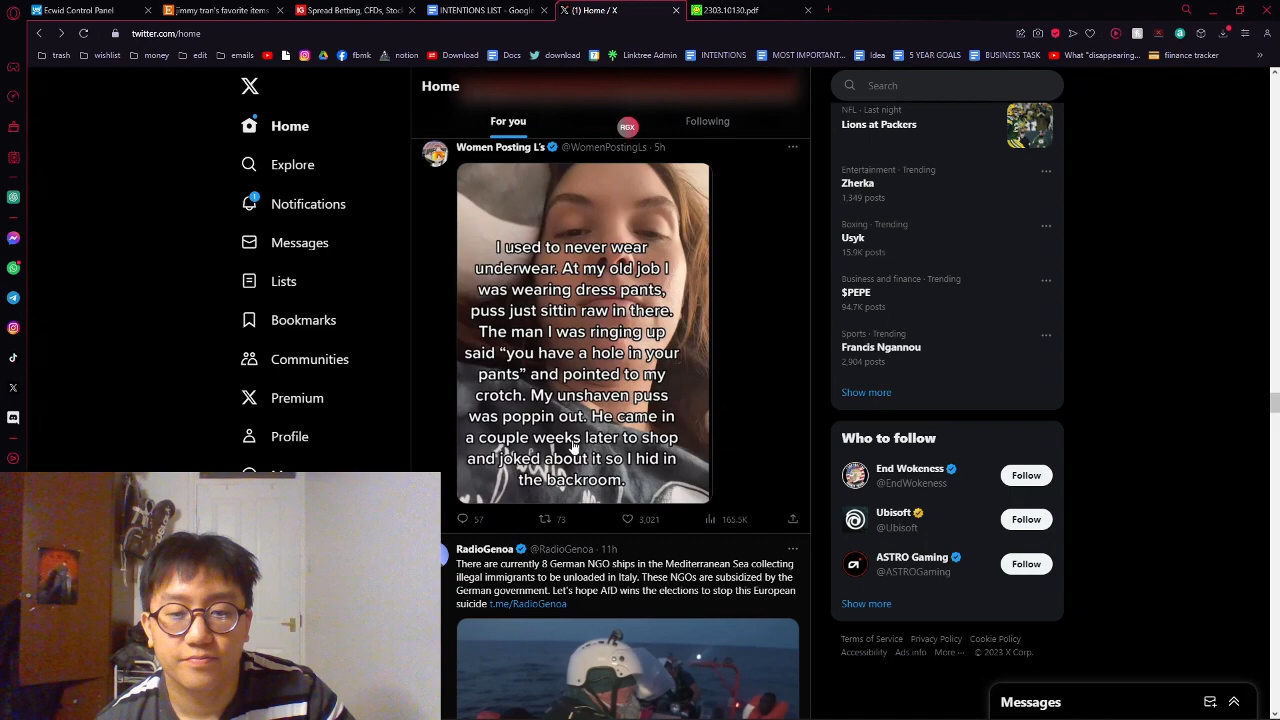 Ecwid Control Panel
jimmy tran's favorite items
Spread Betting, CFDs, Stoc
INTENTIONS LIST - Google
(1) Home / X
2303.10130.pdf
twitter.com/home
trash
wishlist
money
edit
emails
fbmk
notion
Download
Docs
download
Linktree Admin
INTENTIONS
MOST IMPORTANT...
Idea
5 YEAR GOALS
BUSINESS TASK
What "disappearing...
fiinance tracker
Home
Explore
Notifications
1
Messages
Lists
Bookmarks
Communities
Premium
Profile
Home
For you
Following
RGX
Women Posting L's @WomenPostingLs · 5h
I used to never wear
underwear. At my old job I
was wearing dress pants,
puss just sittin raw in there.
The man I was ringing up
said “you have a hole in your
pants” and pointed to my
crotch. My unshaven puss
was poppin out. He came in
a couple weeks later to shop
and joked about it so I hid in
the backroom.
57
73
3,021
165.5K
RadioGenoa @RadioGenoa · 11h
There are currently 8 German NGO ships in the Mediterranean Sea collecting
illegal immigrants to be unloaded in Italy. These NGOs are subsidized by the
German government. Let's hope AfD wins the elections to stop this European
suicide t.me/RadioGenoa
Search
NFL · Last night
Lions at Packers
Entertainment · Trending
Zherka
1,349 posts
Boxing · Trending
Usyk
15.9K posts
Business and finance · Trending
$PEPE
94.7K posts
Sports · Trending
Francis Ngannou
2,904 posts
Show more
Who to follow
End Wokeness
@EndWokeness
Follow
Ubisoft
@Ubisoft
Follow
ASTRO Gaming
@ASTROGaming
Follow
Show more
Terms of Service Privacy Policy Cookie Policy
Accessibility Ads info More ··· © 2023 X Corp.
Messages